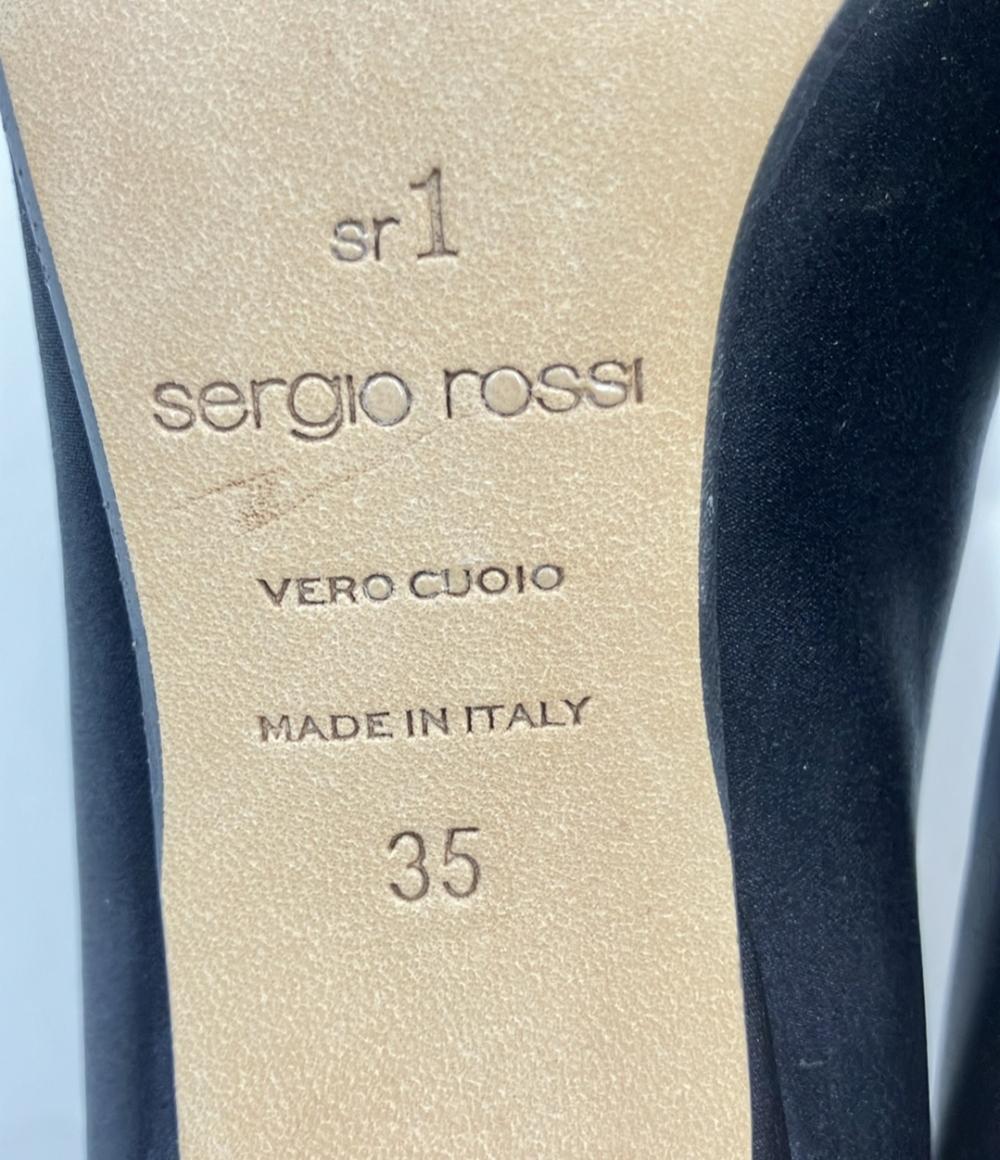 sr1
sergio rossi
VERO CUOIO
MADE IN ITALY
35